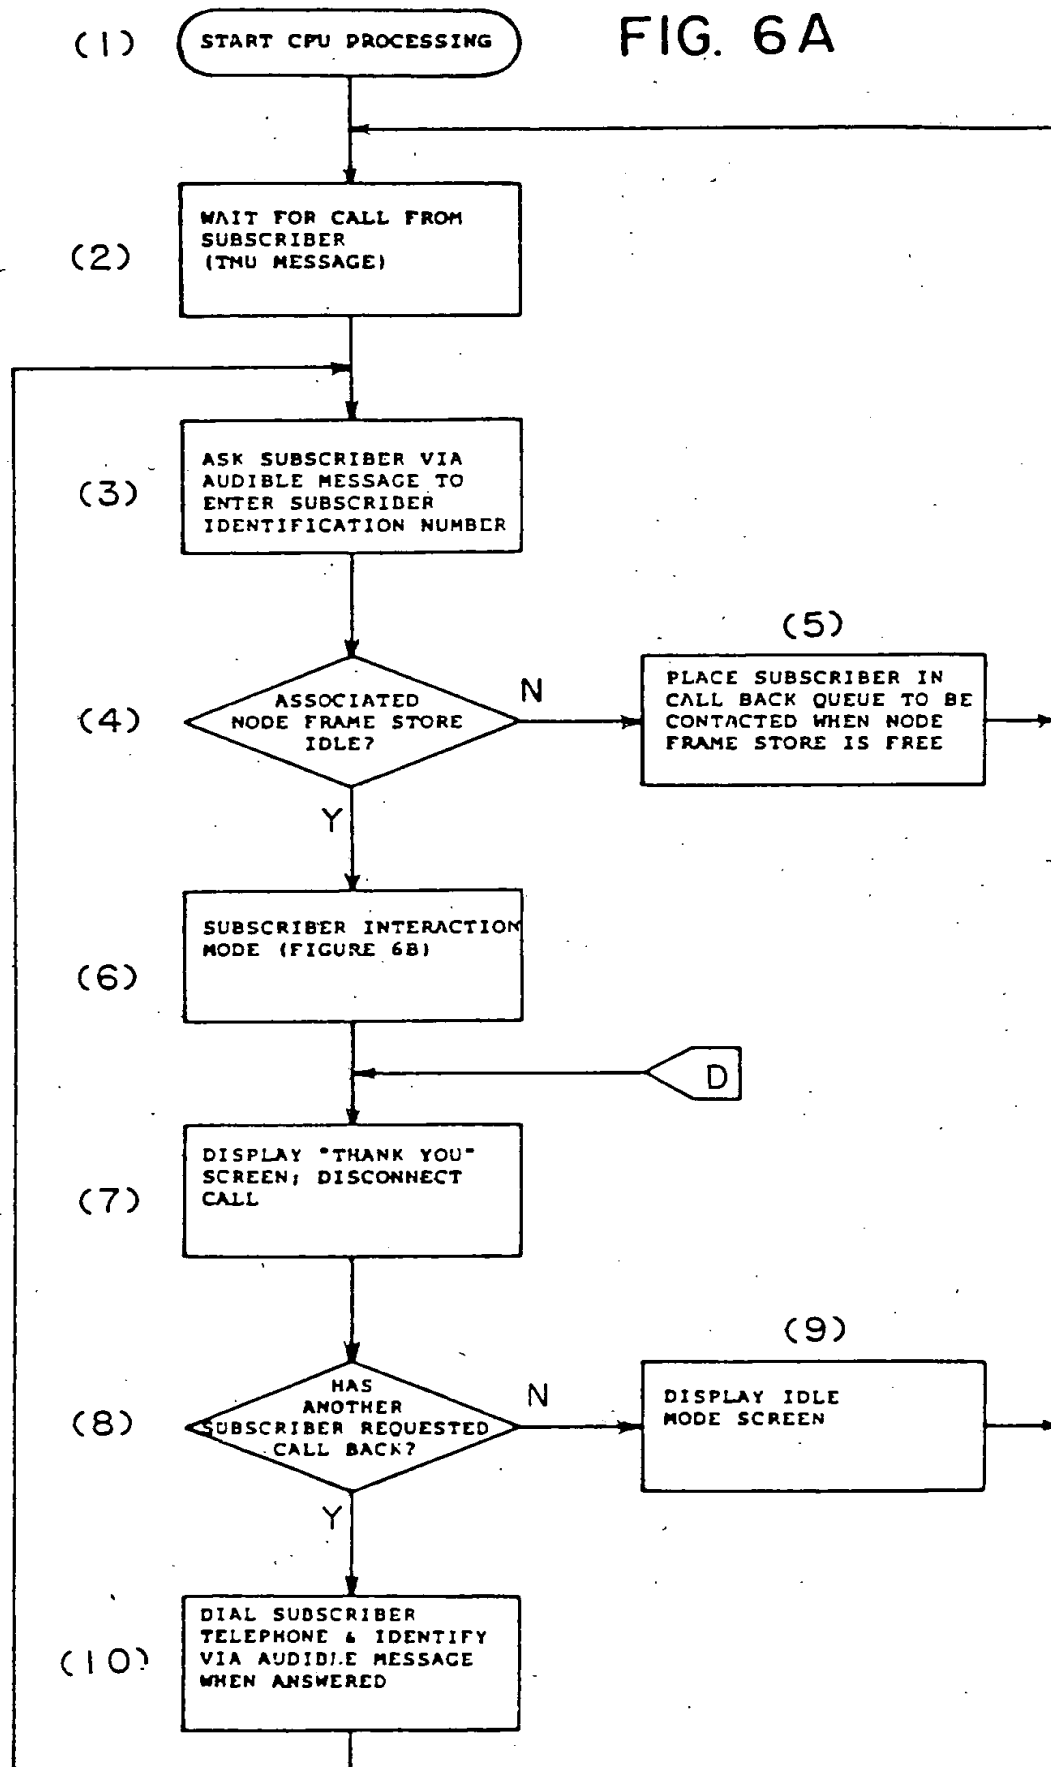 FIG. 6A
(1)
START CPU PROCESSING
(2)
WAIT FOR CALL FROM
SUBSCRIBER
(TMU MESSAGE)
(3)
ASK SUBSCRIBER VIA
AUDIBLE MESSAGE TO
ENTER SUBSCRIBER
IDENTIFICATION NUMBER
(4)
ASSOCIATED
NODE FRAME STORE
IDLE?
N
Y
(5)
PLACE SUBSCRIBER IN
CALL BACK QUEUE TO BE
CONTACTED WHEN NODE
FRAME STORE IS FREE
(6)
SUBSCRIBER INTERACTION
MODE (FIGURE 6B)
D
(7)
DISPLAY "THANK YOU"
SCREEN; DISCONNECT
CALL
(8)
HAS
ANOTHER
SUBSCRIBER REQUESTED
CALL BACK?
N
Y
(9)
DISPLAY IDLE
MODE SCREEN
(10)
DIAL SUBSCRIBER
TELEPHONE & IDENTIFY
VIA AUDIBLE MESSAGE
WHEN ANSWERED